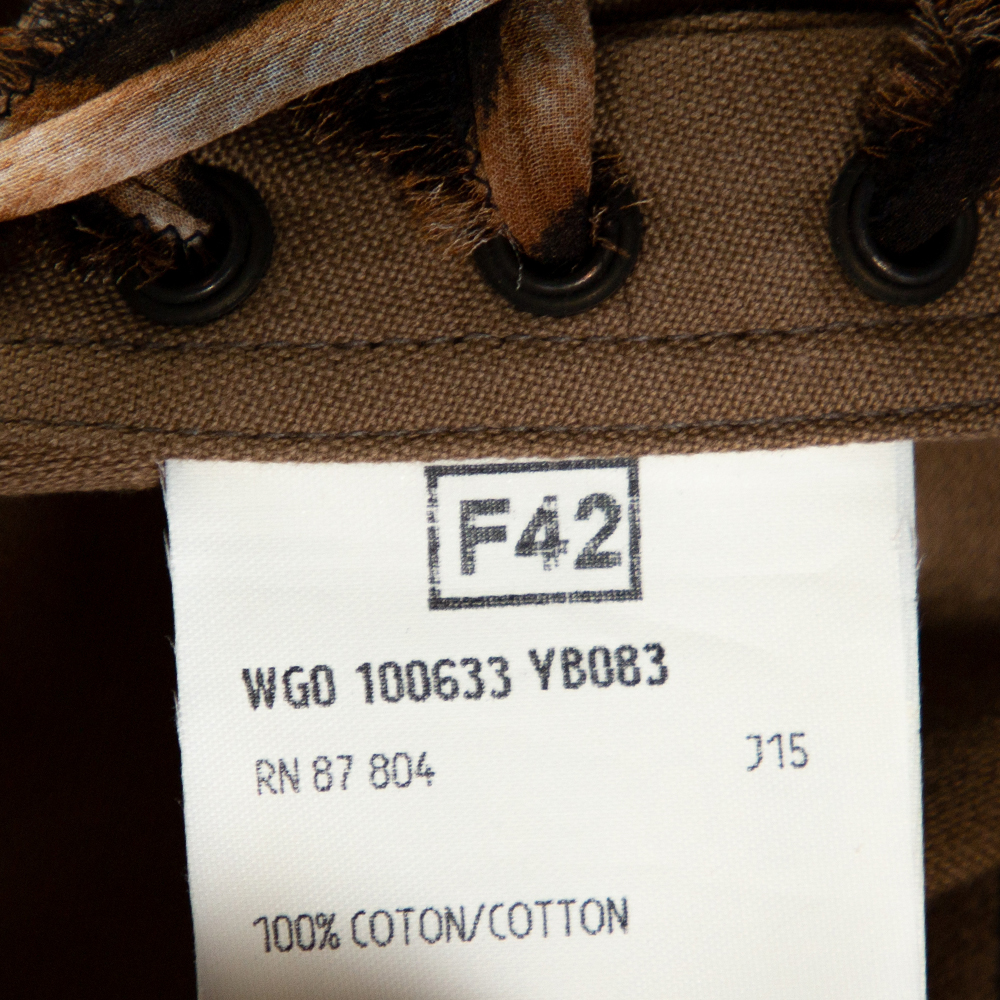 F42
WG0 100633 YB083
RN 87 804 J15
100% COTON/COTTON